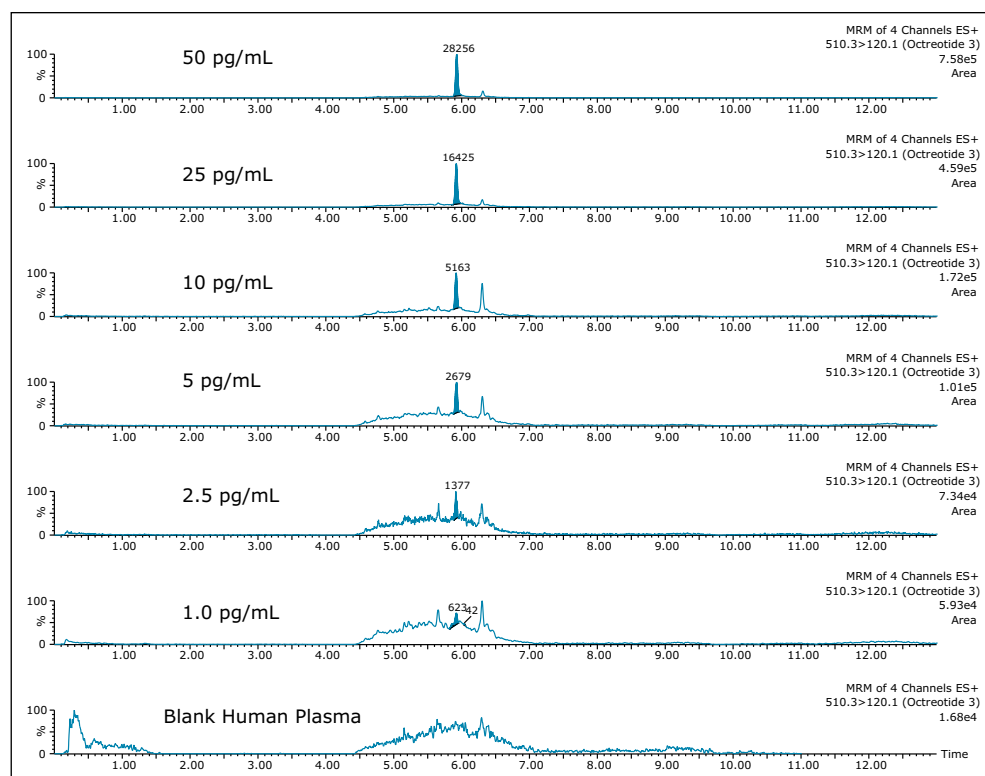 MRM of 4 Channels ES+
50 pg/mL
28256
510.3>120.1 (Octreotide 3)
7.58e5
Area
100
%
0
1.00 2.00 3.00 4.00 5.00 6.00 7.00 8.00 9.00 10.00 11.00 12.00
MRM of 4 Channels ES+
25 pg/mL
16425
510.3>120.1 (Octreotide 3)
4.59e5
Area
100
%
0
1.00 2.00 3.00 4.00 5.00 6.00 7.00 8.00 9.00 10.00 11.00 12.00
MRM of 4 Channels ES+
10 pg/mL
5163
510.3>120.1 (Octreotide 3)
1.72e5
Area
100
%
0
1.00 2.00 3.00 4.00 5.00 6.00 7.00 8.00 9.00 10.00 11.00 12.00
MRM of 4 Channels ES+
5 pg/mL
2679
510.3>120.1 (Octreotide 3)
1.01e5
Area
100
%
0
1.00 2.00 3.00 4.00 5.00 6.00 7.00 8.00 9.00 10.00 11.00 12.00
MRM of 4 Channels ES+
2.5 pg/mL
1377
510.3>120.1 (Octreotide 3)
7.34e4
Area
100
%
0
1.00 2.00 3.00 4.00 5.00 6.00 7.00 8.00 9.00 10.00 11.00 12.00
MRM of 4 Channels ES+
1.0 pg/mL
623 42
510.3>120.1 (Octreotide 3)
5.93e4
Area
100
%
0
1.00 2.00 3.00 4.00 5.00 6.00 7.00 8.00 9.00 10.00 11.00 12.00
MRM of 4 Channels ES+
Blank Human Plasma
510.3>120.1 (Octreotide 3)
1.68e4
100
%
0
Time
1.00 2.00 3.00 4.00 5.00 6.00 7.00 8.00 9.00 10.00 11.00 12.00